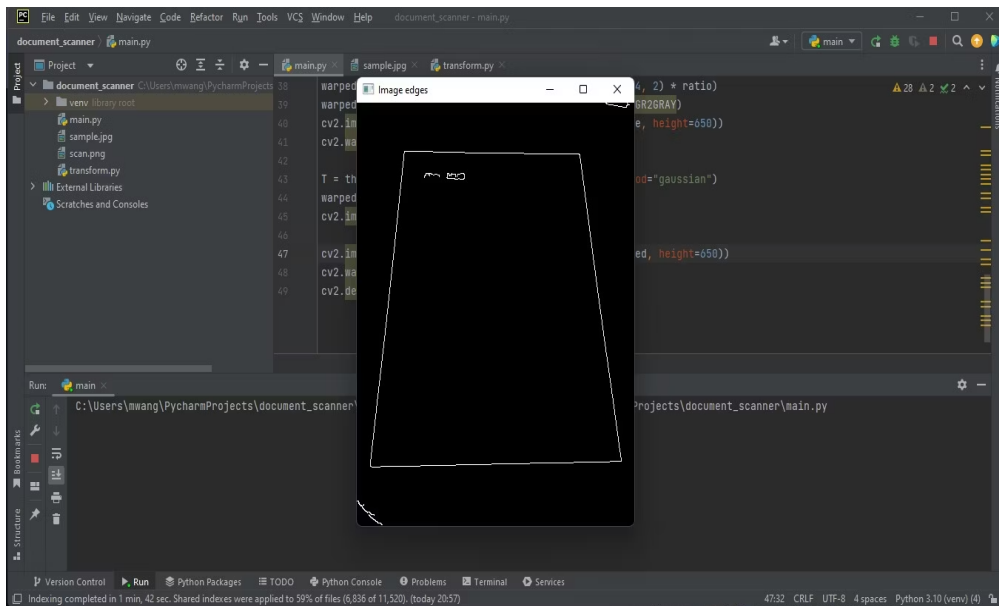 PC File Edit View Navigate Code Refactor Run Tools VCS Window Help document_scanner - main.py
document_scanner main.py main
Project main.py sample.jpg transform.py
document_scanner C:\Users\mwang\PycharmProjects
venv library root
main.py
sample.jpg
scan.png
transform.py
External Libraries
Scratches and Consoles
Image edges
38 warped 4, 2) * ratio) 28 2 2
39 warped GR2GRAY)
40 cv2.im e, height=650))
41 cv2.wa
42
43 T = th od="gaussian")
44 warped
45 cv2.im
46
47 cv2.im ed, height=650))
48 cv2.wa
49 cv2.de
Project
Notifications
Bookmarks
Structure
Run: main
C:\Users\mwang\PycharmProjects\document_scanner\ Projects\document_scanner\main.py
Version Control Run Python Packages TODO Python Console Problems Terminal Services
Indexing completed in 1 min, 42 sec. Shared indexes were applied to 59% of files (6,836 of 11,520). (today 20:57) 47:32 CRLF UTF-8 4 spaces Python 3.10 (venv) (4)